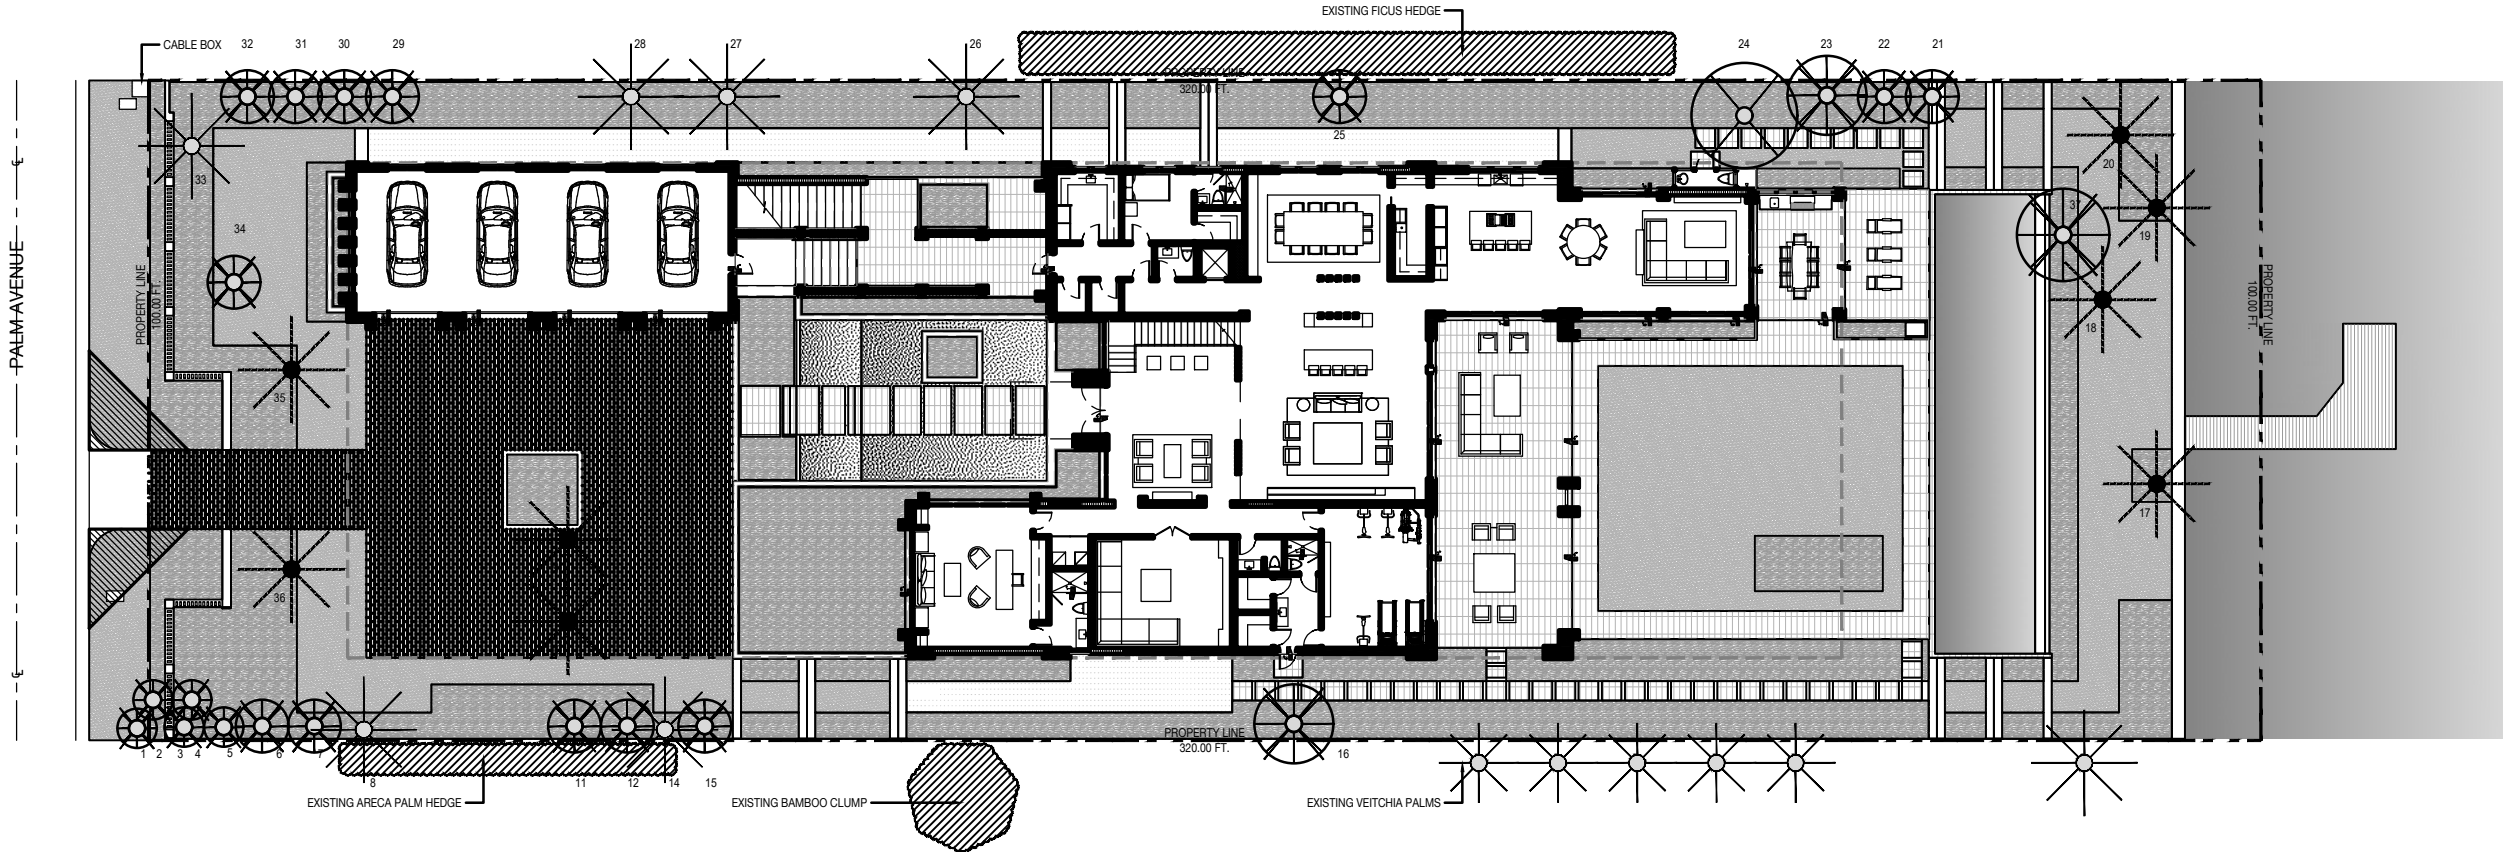 EXISTING FICUS HEDGE
CABLE BOX
32
31
30
29
28
27
26
24
23
22
21
PROPERTY LINE
320.00 FT.
25
20
33
37
19
34
18
PALM AVENUE
PROPERTY LINE
100.00 FT.
PROPERTY LINE
100.00 FT.
35
17
36
PROPERTY LINE
320.00 FT.
1
2
3
4
5
6
7
8
11
12
14
15
16
EXISTING ARECA PALM HEDGE
EXISTING BAMBOO CLUMP
EXISTING VEITCHIA PALMS